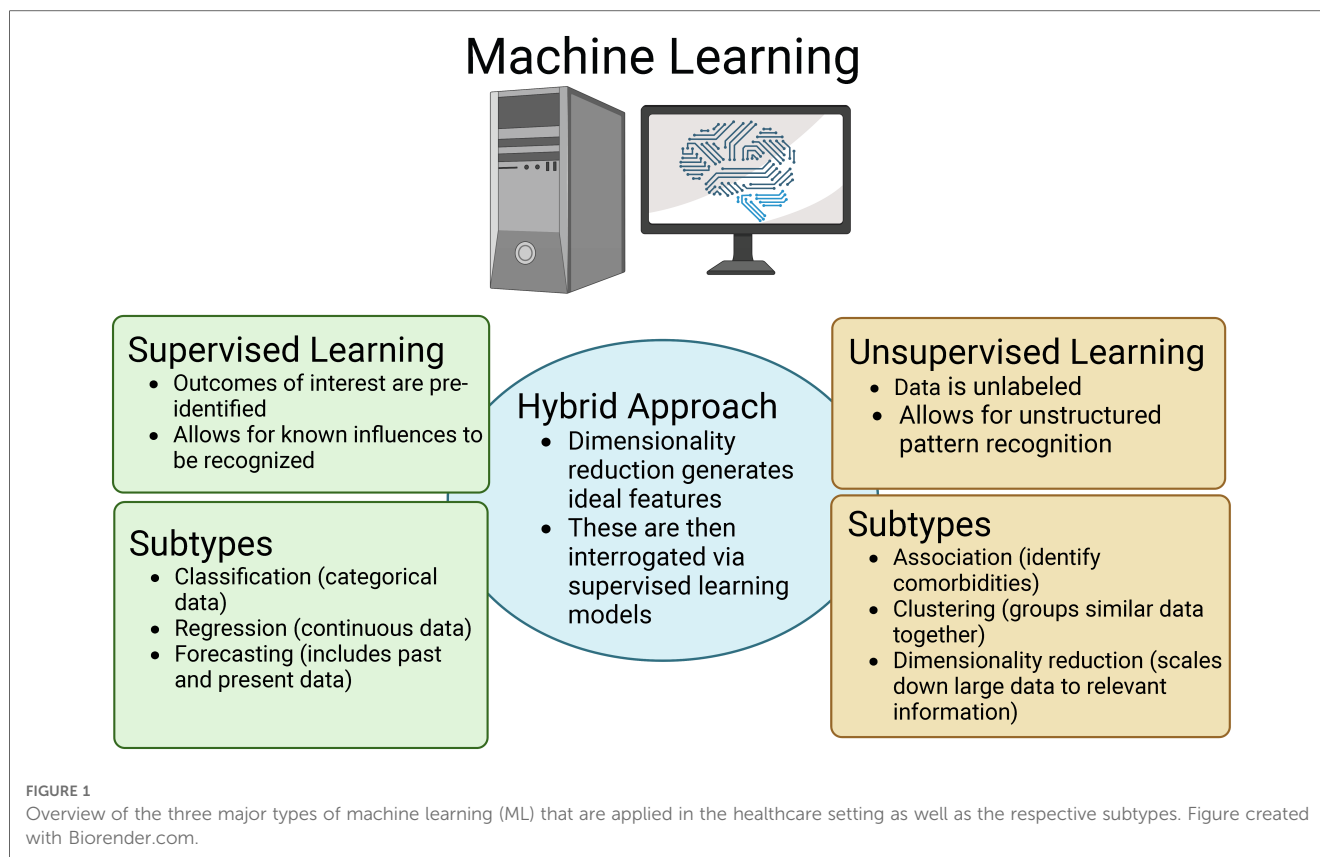 Machine Learning
Supervised Learning
• Outcomes of interest are pre-
identified
• Allows for known influences to
be recognized
Subtypes
• Classification (categorical
data)
• Regression (continuous data)
• Forecasting (includes past
and present data)
Hybrid Approach
• Dimensionality
reduction generates
ideal features
• These are then
interrogated via
supervised learning
models
Unsupervised Learning
• Data is unlabeled
• Allows for unstructured
pattern recognition
Subtypes
• Association (identify
comorbidities)
• Clustering (groups similar data
together)
• Dimensionality reduction (scales
down large data to relevant
information)
FIGURE 1
Overview of the three major types of machine learning (ML) that are applied in the healthcare setting as well as the respective subtypes. Figure created
with Biorender.com.